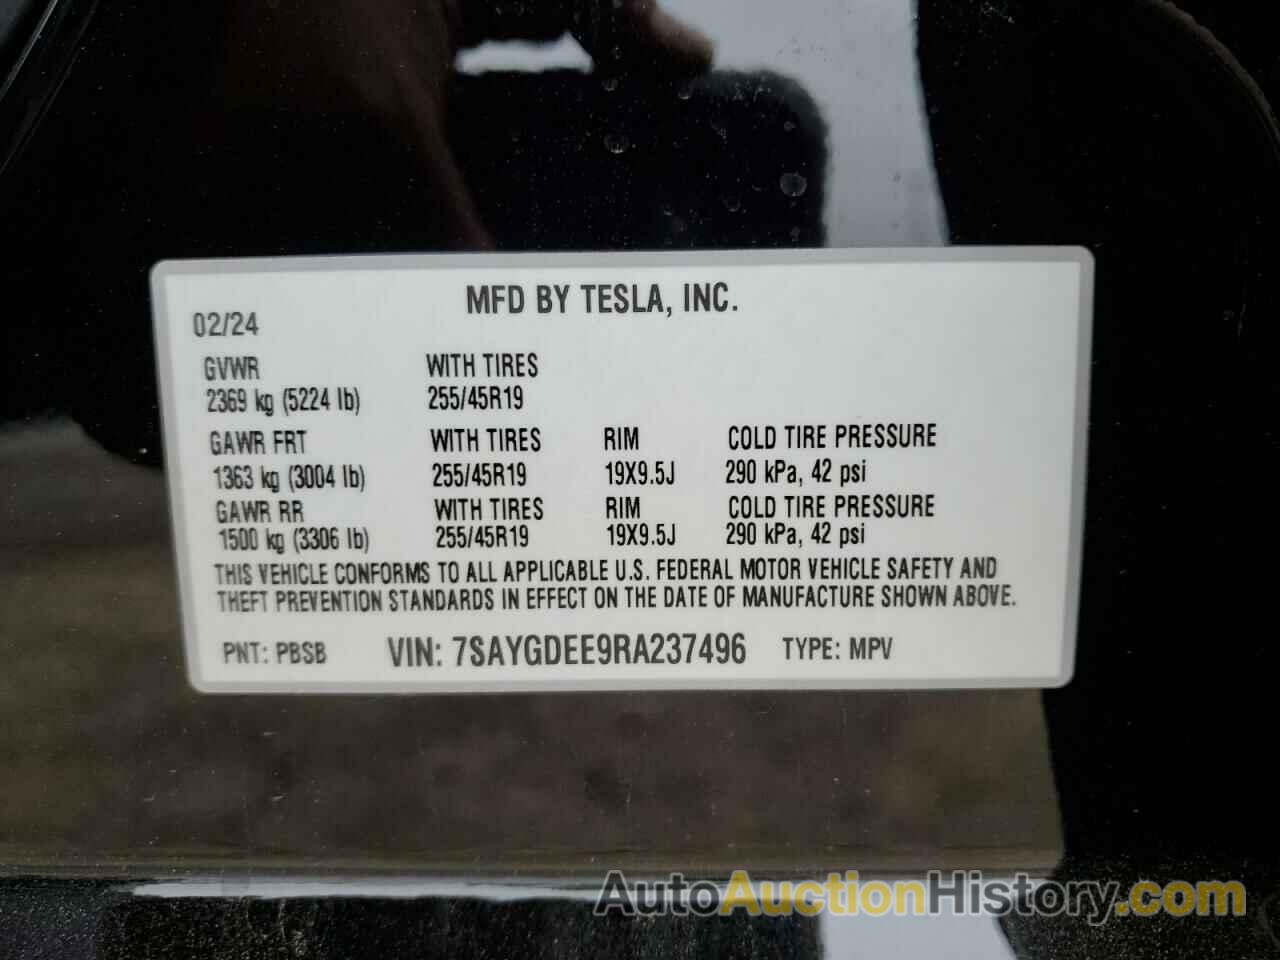 MFD BY TESLA, INC.
02/24
GVWR WITH TIRES
2369 kg (5224 lb) 255/45R19
GAWR FRT WITH TIRES RIM COLD TIRE PRESSURE
1363 kg (3004 lb) 255/45R19 19X9.5J 290 kPa, 42 psi
GAWR RR WITH TIRES RIM COLD TIRE PRESSURE
1500 kg (3306 lb) 255/45R19 19X9.5J 290 kPa, 42 psi
THIS VEHICLE CONFORMS TO ALL APPLICABLE U.S. FEDERAL MOTOR VEHICLE SAFETY AND
THEFT PREVENTION STANDARDS IN EFFECT ON THE DATE OF MANUFACTURE SHOWN ABOVE.
PNT: PBSB VIN: 7SAYGDEE9RA237496 TYPE: MPV
AutoAuctionHistory.com